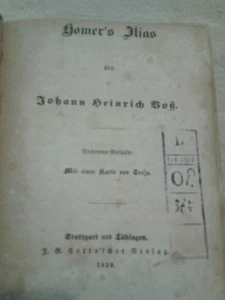 Homer's Ilias
von
Johann Heinrich Voß.
Mit einer Karte von Troja.
Stuttgart und Tübingen.
J. G. Cotta'scher Verlag.